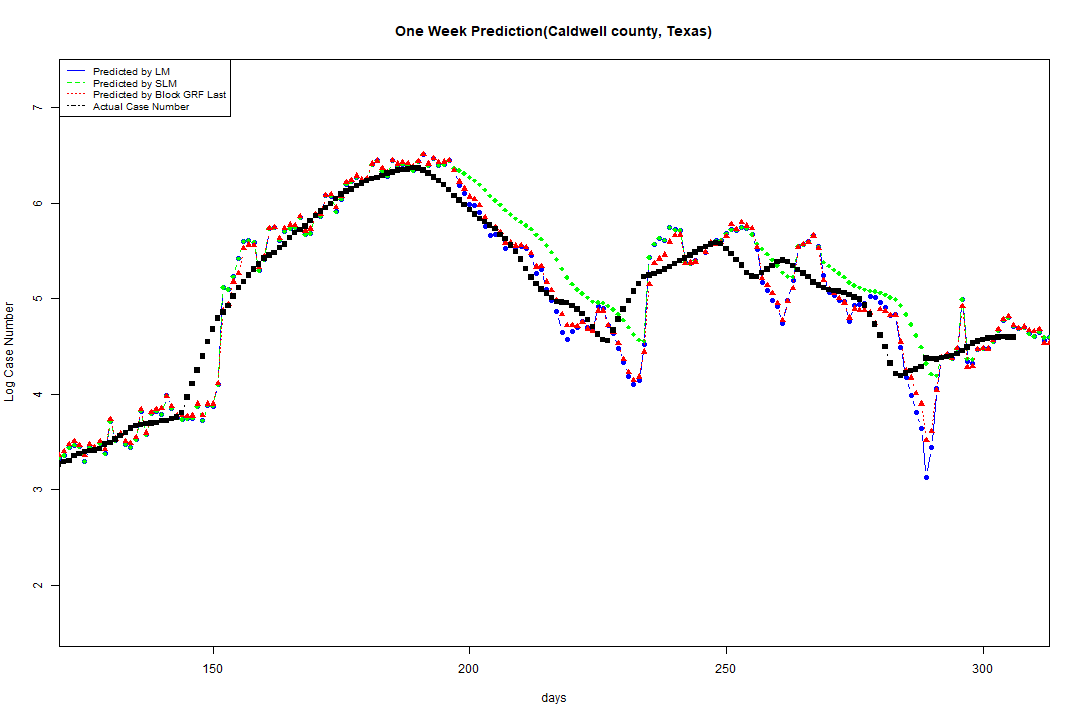 One Week Prediction(Caldwell county, Texas)
Predicted by LM
Predicted by SLM
Predicted by Block GRF Last
Actual Case Number
Log Case Number
7
6
5
4
3
2
150 200 250 300
days